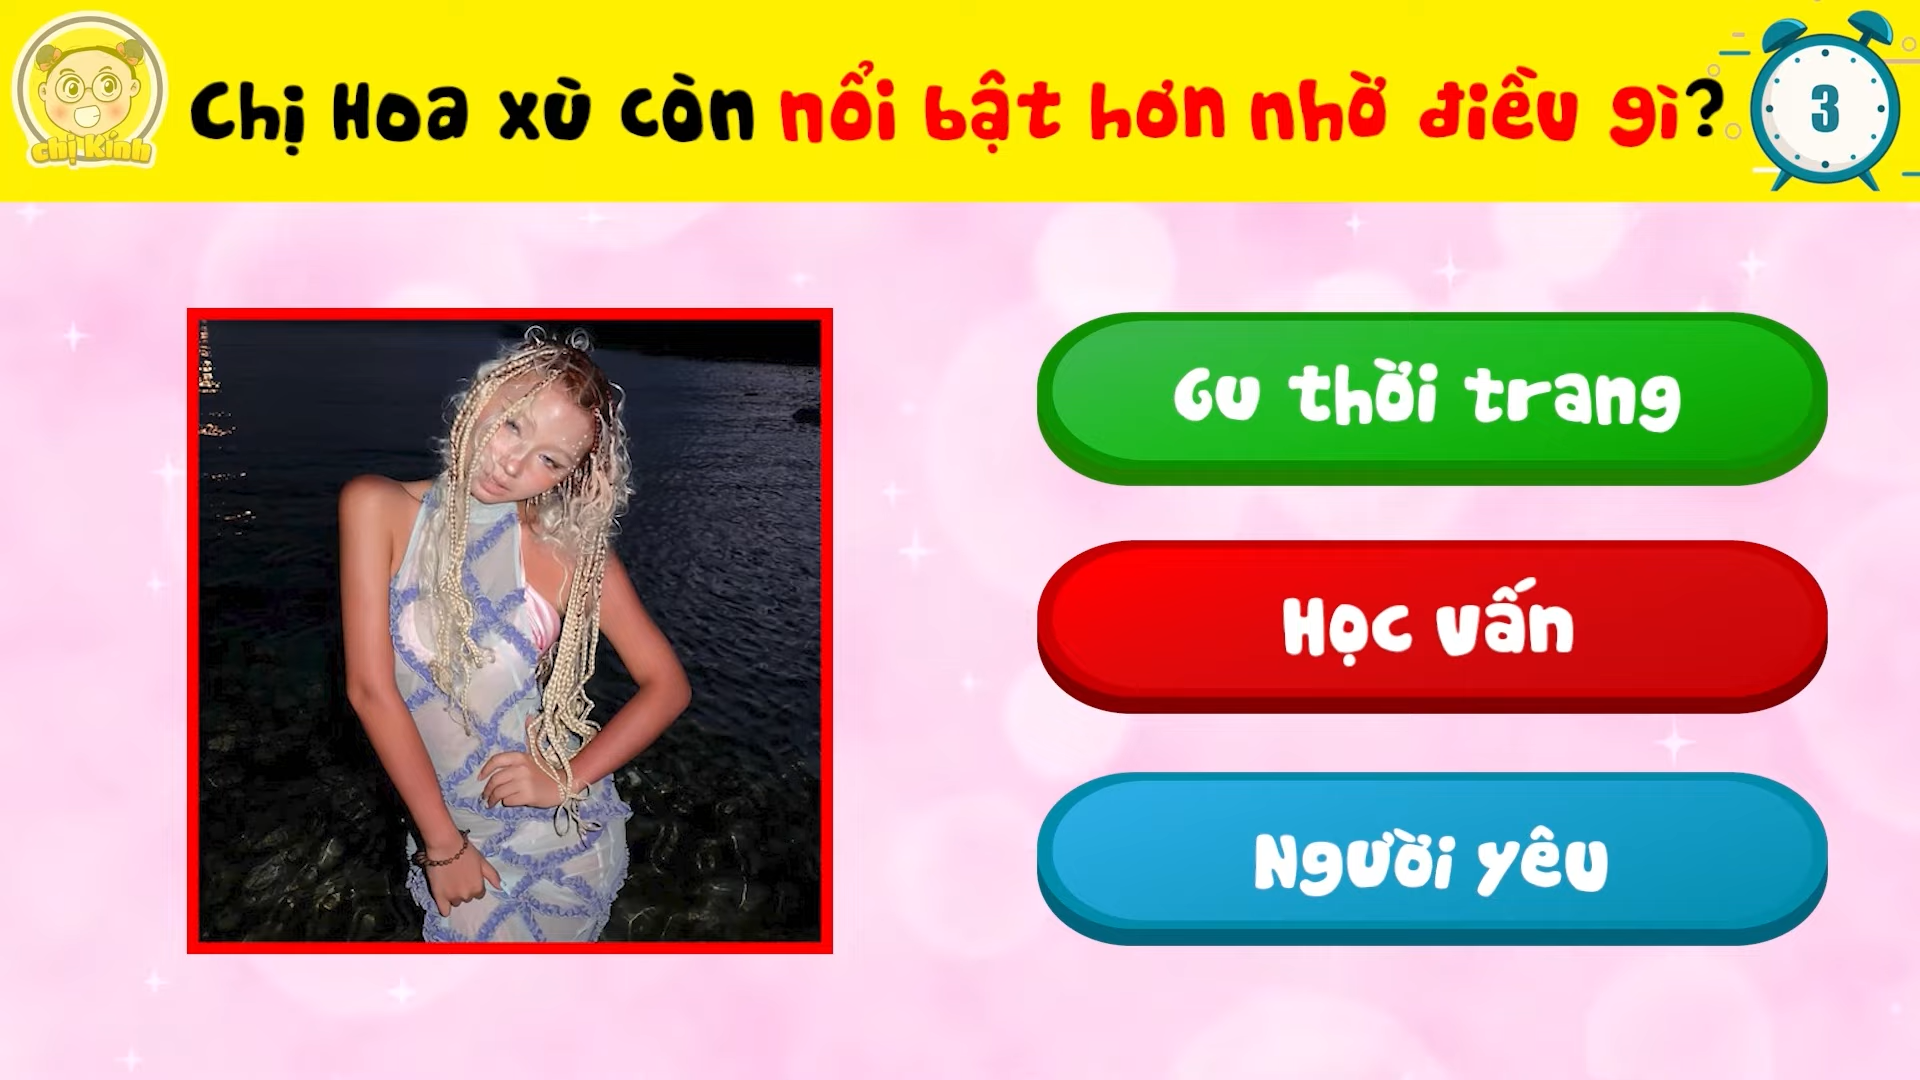 Chị Hoa xù còn nổi bật hơn nhờ điều gì?
3
chị Kính
Gu thời trang
Học vấn
Người yêu